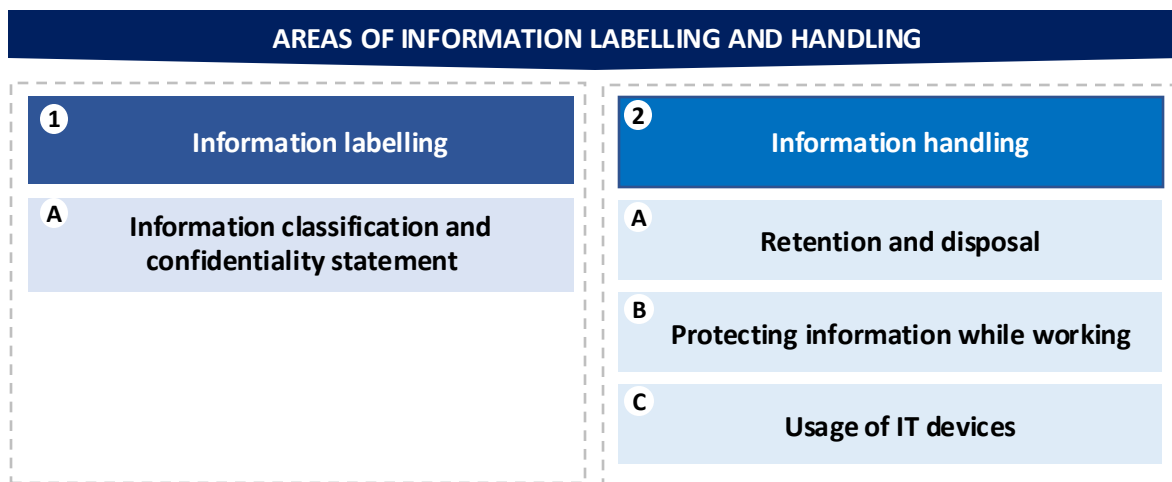 AREAS OF INFORMATION LABELLING AND HANDLING
1
Information labelling
A
Information classification and
confidentiality statement
2
Information handling
A
Retention and disposal
B
Protecting information while working
C
Usage of IT devices